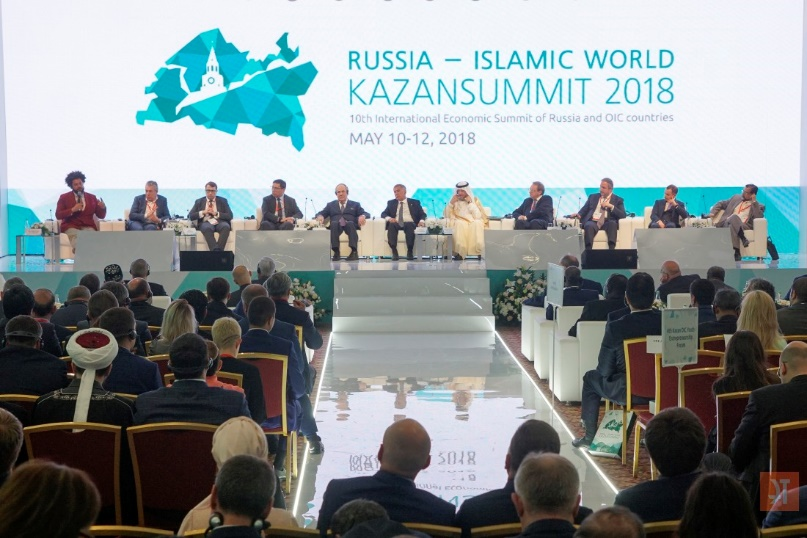 RUSSIA – ISLAMIC WORLD
KAZANSUMMIT 2018
10th International Economic Summit of Russia and OIC countries
MAY 10-12, 2018